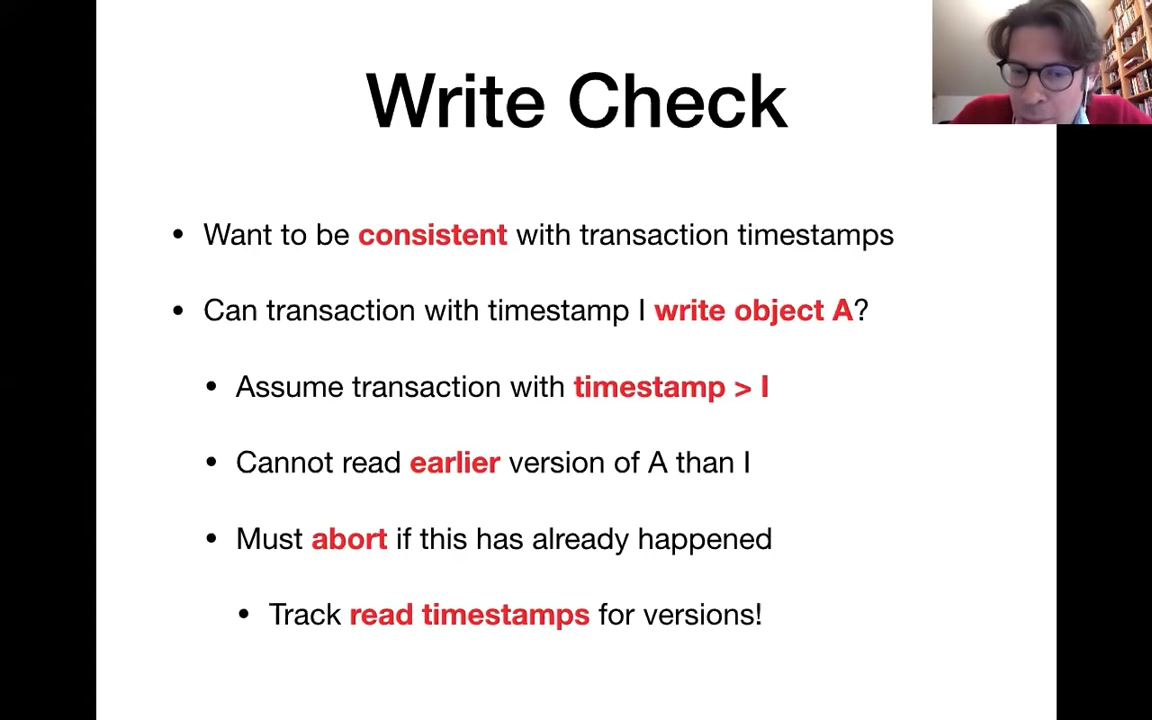 Write Check
• Want to be consistent with transaction timestamps
• Can transaction with timestamp I write object A?
• Assume transaction with timestamp > I
• Cannot read earlier version of A than I
• Must abort if this has already happened
• Track read timestamps for versions!